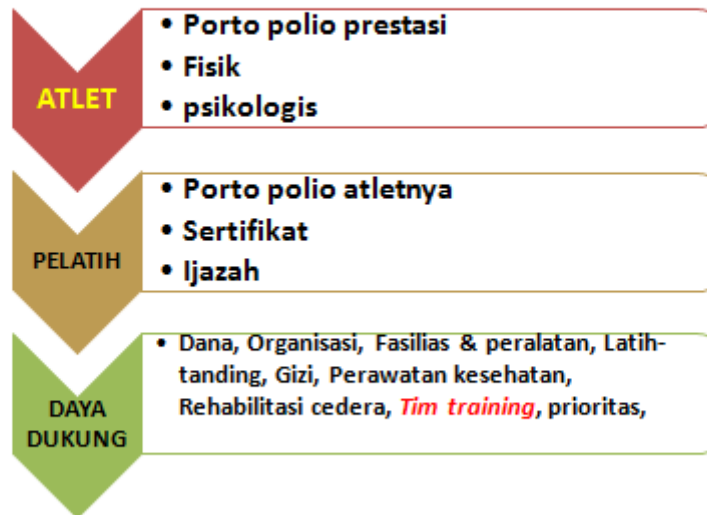 ATLET
• Porto polio prestasi
• Fisik
• psikologis
PELATIH
• Porto polio atletnya
• Sertifikat
• Ijazah
DAYA
DUKUNG
• Dana, Organisasi, Fasilias & peralatan, Latih-
tanding, Gizi, Perawatan kesehatan,
Rehabilitasi cedera, Tim training, prioritas,